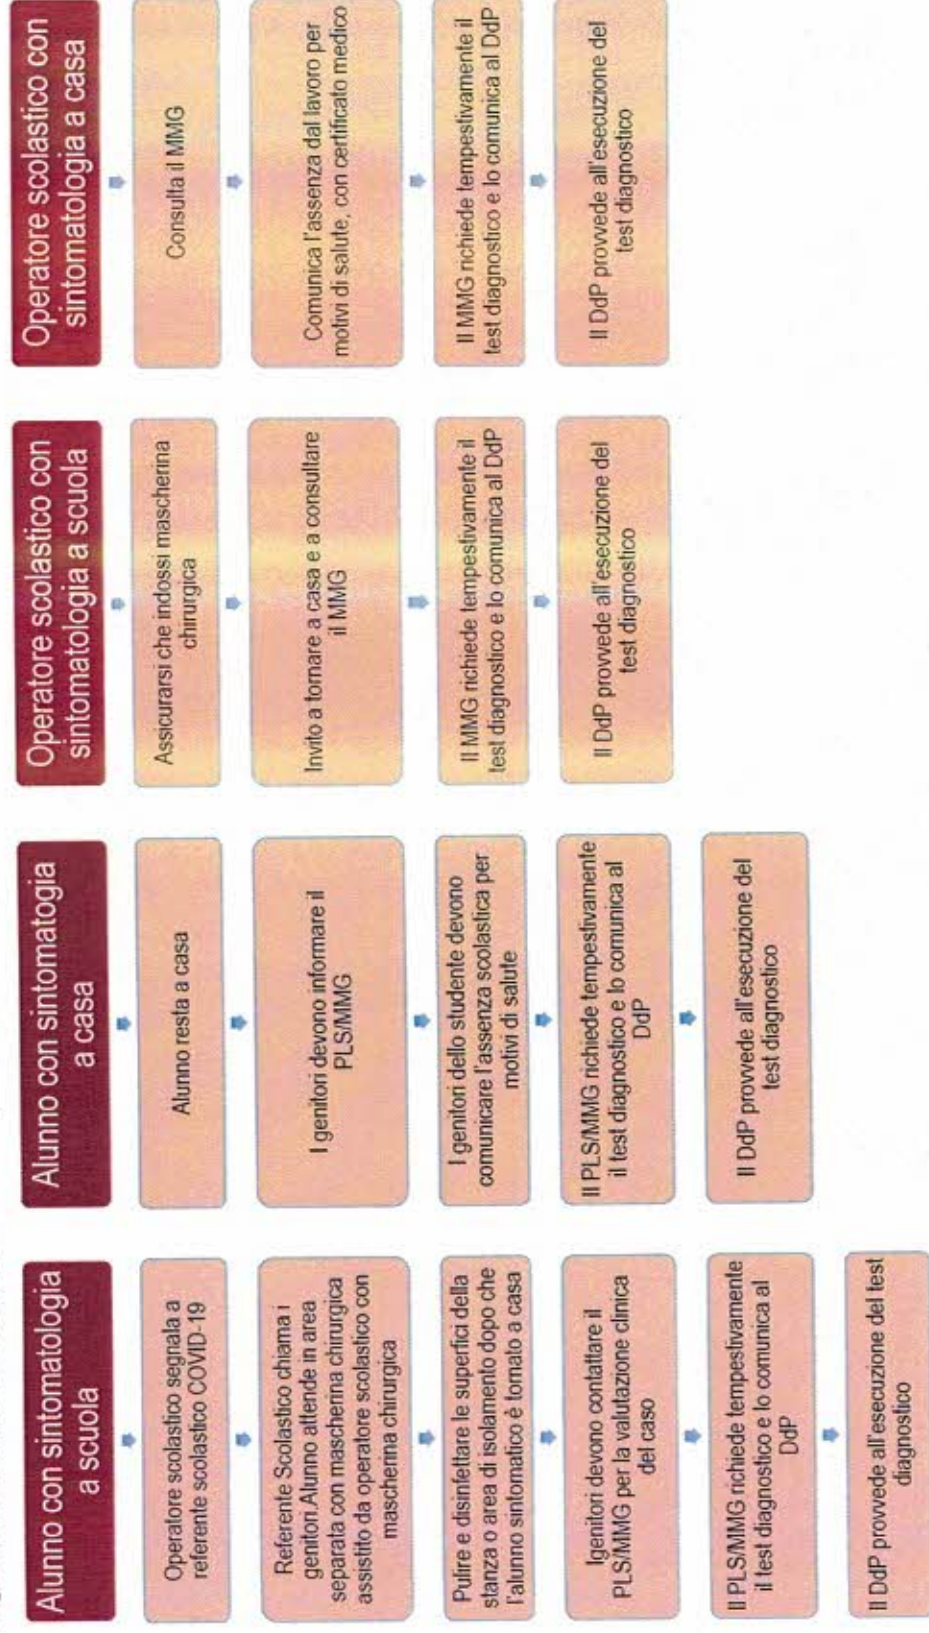 Alunno con sintomatologia
a scuola
Operatore scolastico segnala a
referente scolastico COVID-19
Referente Scolastico chiama i
genitori.Alunno attende in area
separata con mascherina chirurgica
assistito da operatore scolastico con
mascherina chirurgica
Pulire e disinfettare le superfici della
stanza o area di isolamento dopo che
l'alunno sintomatico è tornato a casa
Igenitori devono contattare il
PLS/MMG per la valutazione clinica
del caso
Il PLS/MMG richiede tempestivamente
il test diagnostico e lo comunica al
DdP
Il DdP provvede all'esecuzione del test
diagnostico
Alunno con sintomatogia
a casa
Alunno resta a casa
I genitori devono informare il
PLS/MMG
I genitori dello studente devono
comunicare l'assenza scolastica per
motivi di salute
Il PLS/MMG richiede tempestivamente
il test diagnostico e lo comunica al
DdP
Il DdP provvede all'esecuzione del
test diagnostico
Operatore scolastico con
sintomatologia a scuola
Assicurarsi che indossi mascherina
chirurgica
Invito a tornare a casa e a consultare
il MMG
Il MMG richiede tempestivamente il
test diagnostico e lo comunica al DdP
Il DdP provvede all'esecuzione del
test diagnostico
Operatore scolastico con
sintomatologia a casa
Consulta il MMG
Comunica l'assenza dal lavoro per
motivi di salute, con certificato medico
Il MMG richiede tempestivamente il
test diagnostico e lo comunica al DdP
Il DdP provvede all'esecuzione del
test diagnostico